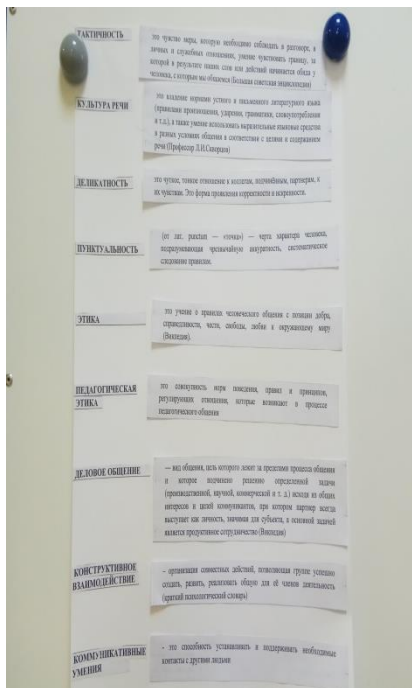 ТАКТИЧНОСТЬ
это чувство меры, которую необходимо соблюдать в разговоре, в
личных и служебных отношениях, умение чувствовать границу, за
которой в результате наших слов или действий начинается обида у
человека, с которым мы общаемся (Большая советская энциклопедия)
КУЛЬТУРА РЕЧИ
это владение нормами устного и письменного литературного языка
(правилами произношения, ударения, грамматики, словоупотребления
и т.д.), а также умение использовать выразительные языковые средства
в разных условиях общения в соответствии с целями и содержанием
речи (Профессор Л.И.Скворцов)
ДЕЛИКАТНОСТЬ
это чуткое, тонкое отношение к коллегам, подчинённым, партнерам, к
их чувствам. Это форма проявления корректности и искренности.
ПУНКТУАЛЬНОСТЬ
(от лат. punctum — «точка») — черта характера человека,
подразумевающая чрезвычайную аккуратность, систематическое
следование правилам.
ЭТИКА
это учение о правилах человеческого общения с позиции добра,
справедливости, чести, свободы, любви к окружающему миру
(Википедия).
ПЕДАГОГИЧЕСКАЯ
ЭТИКА
это совокупность норм поведения, правил и принципов,
регулирующих отношения, которые возникают в процессе
педагогического общения
ДЕЛОВОЕ ОБЩЕНИЕ
— вид общения, цель которого лежит за пределами процесса общения
и которое подчинено решению определенной задачи
(производственной, научной, коммерческой и т. д.) исходя из общих
интересов и целей коммуникантов, при котором партнер всегда
выступает как личность, значимая для субъекта, а основной задачей
является продуктивное сотрудничество (Википедия)
КОНСТРУКТИВНОЕ
ВЗАИМОДЕЙСТВИЕ
- организация совместных действий, позволяющая группе успешно
создать, развить, реализовать общую для её членов деятельность
(краткий психологический словарь)
КОММУНИКАТИВНЫЕ
УМЕНИЯ
- это способность устанавливать и поддерживать необходимые
контакты с другими людьми